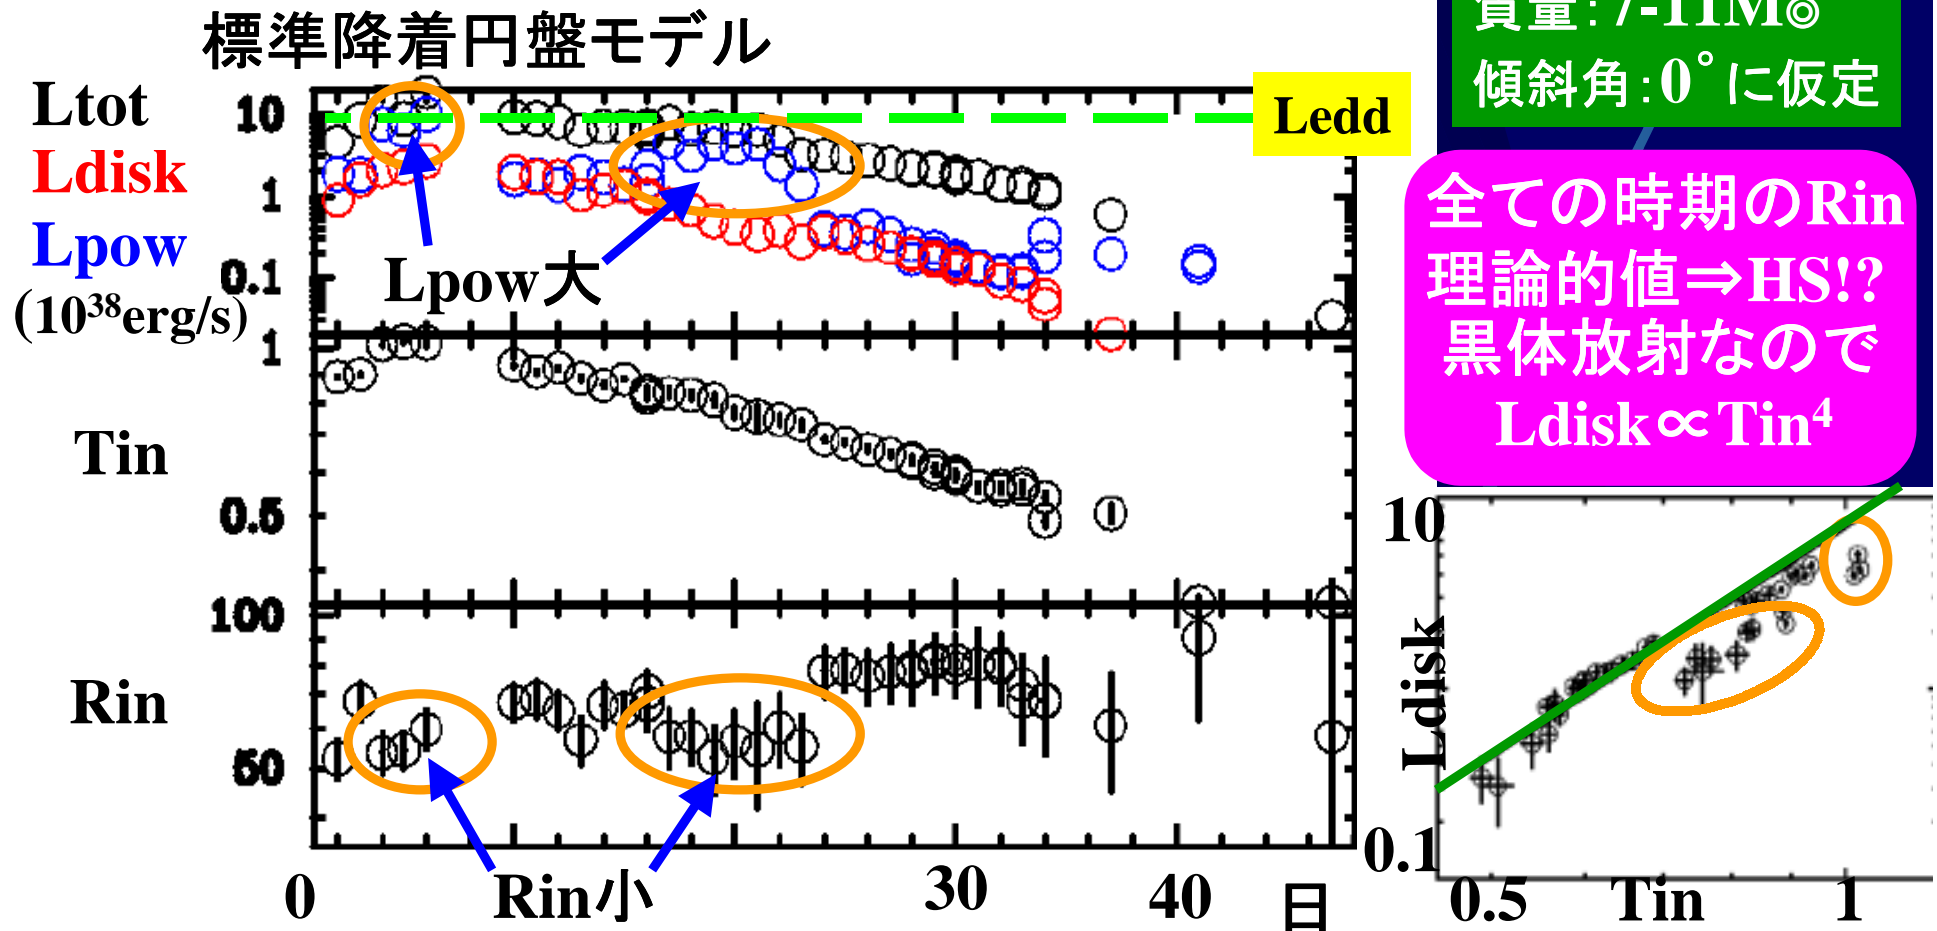 標準降着円盤モデル
質量:7-11M◎
傾斜角:0°に仮定
Ltot
Ldisk
Lpow
(10³⁸erg/s)
10
1
0.1
Ledd
Lpow大
全ての時期のRin
理論的値⇒HS!?
黒体放射なので
Ldisk∝Tin⁴
Tin
1
0.5
Rin
100
50
Rin小
0
30
40
日
Ldisk
10
0.1
0.5
Tin
1